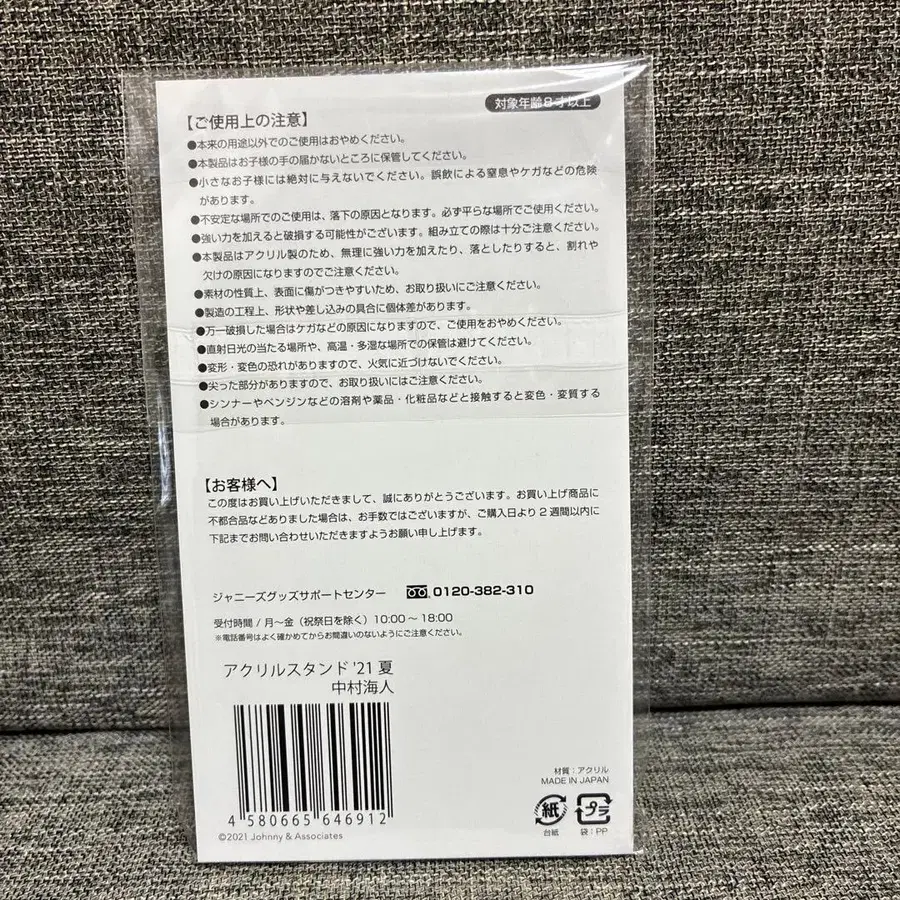 対象年齢8才以上
【ご使用上の注意】
●本来の用途以外でのご使用はおやめください。
●本製品はお子様の手の届かないところに保管してください。
●小さなお子様には絶対に与えないでください。誤飲による窒息やケガなどの危険
があります。
●不安定な場所でのご使用は、落下の原因となります。必ず平らな場所でご使用ください。
●強い力を加えると破損する可能性がございます。組み立ての際は十分ご注意ください。
●本製品はアクリル製のため、無理に強い力を加えたり、落としたりすると、割れや
欠けの原因になりますのでご注意ください。
●素材の性質上、表面に傷がつきやすいため、お取り扱いにご注意ください。
●製造の工程上、形状や差し込みの具合に個体差があります。
●万一破損した場合はケガなどの原因になりますので、ご使用をおやめください。
●直射日光の当たる場所や、高温・多湿な場所での保管は避けてください。
●変形・変色の恐れがありますので、火気に近づけないでください。
●尖った部分がありますので、お取り扱いにはご注意ください。
●シンナーやベンジンなどの溶剤や薬品・化粧品などと接触すると変色・変質する
場合があります。
【お客様へ】
この度はお買い上げいただきまして、誠にありがとうございます。お買い上げ商品に
不都合品などありました場合は、お手数ではございますが、ご購入日より2週間以内に
下記までお問い合わせいただきますようお願い申し上げます。
ジャニーズグッズサポートセンター 0120-382-310
受付時間 / 月〜金（祝祭日を除く）10:00〜18:00
※電話番号はよく確かめてからお間違いのないようにご注意ください。
アクリルスタンド '21 夏
中村海人
4 580665 646912
©2021 Johnny & Associates
材質：アクリル
MADE IN JAPAN
紙 プラ
台紙 袋：PP